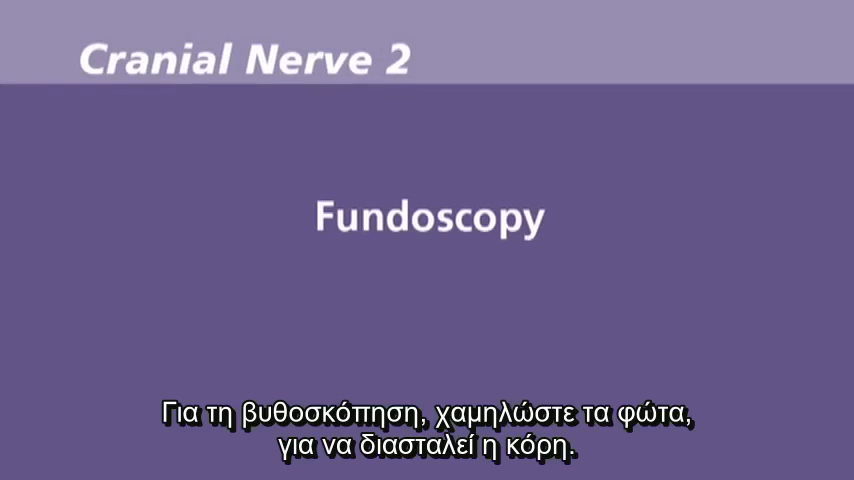 Cranial Nerve 2
Fundoscopy
Για τη βυθοσκόπηση, χαμηλώστε τα φώτα,
για να διασταλεί η κόρη.